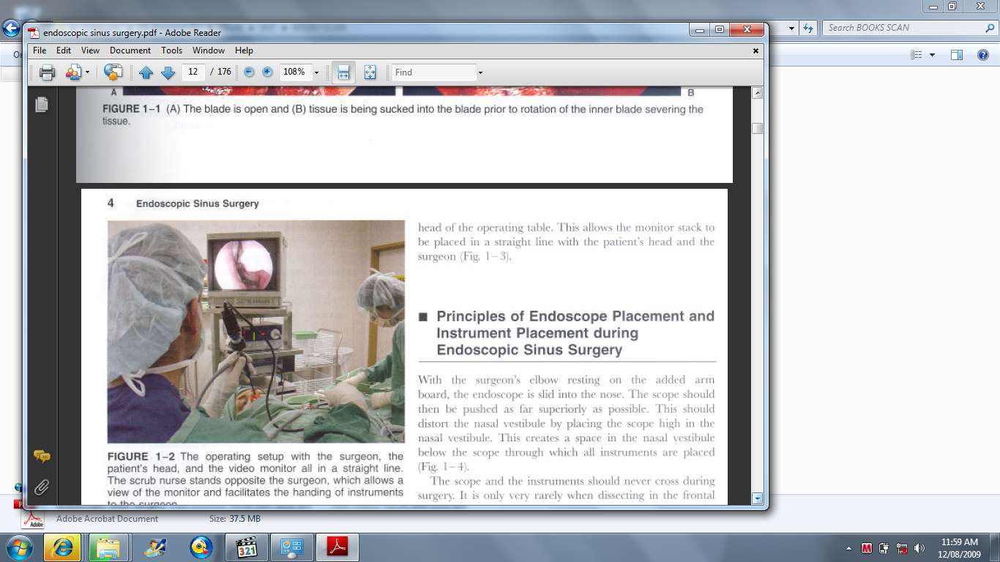 Search BOOKS SCAN
endoscopic sinus surgery.pdf - Adobe Reader
File Edit View Document Tools Window Help
12 / 176 108% Find
A B
FIGURE 1–1 (A) The blade is open and (B) tissue is being sucked into the blade prior to rotation of the inner blade severing the
tissue.
4 Endoscopic Sinus Surgery
FIGURE 1–2 The operating setup with the surgeon, the
patient's head, and the video monitor all in a straight line.
The scrub nurse stands opposite the surgeon, which allows a
view of the monitor and facilitates the handing of instruments
to the surgeon
head of the operating table. This allows the monitor stack to
be placed in a straight line with the patient's head and the
surgeon (Fig. 1–3).
■ Principles of Endoscope Placement and
Instrument Placement during
Endoscopic Sinus Surgery
With the surgeon's elbow resting on the added arm
board, the endoscope is slid into the nose. The scope should
then be pushed as far superiorly as possible. This should
distort the nasal vestibule by placing the scope high in the
nasal vestibule. This creates a space in the nasal vestibule
below the scope through which all instruments are placed
(Fig. 1–4).
The scope and the instruments should never cross during
surgery. It is only very rarely when dissecting in the frontal
Adobe
Adobe Acrobat Document Size: 37.5 MB
321
11:59 AM
12/08/2009